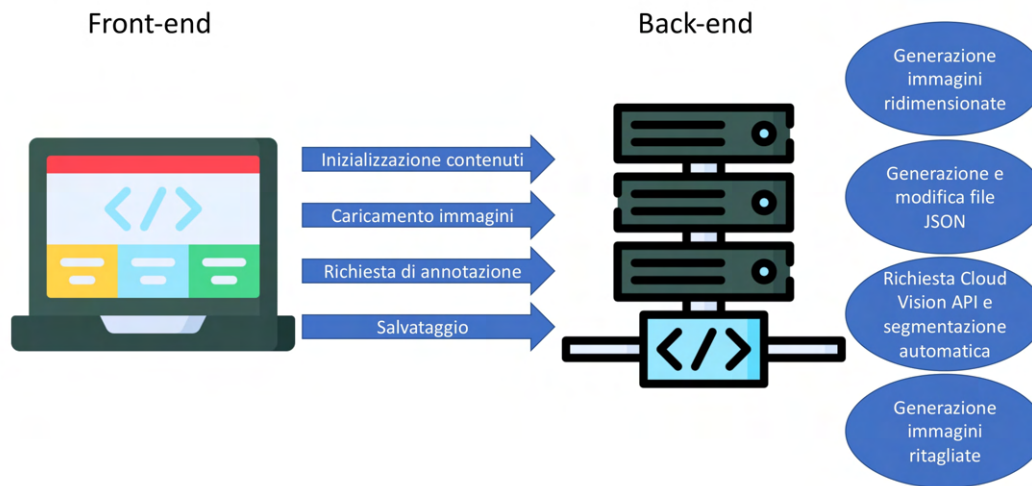 Front-end
Back-end
Inizializzazione contenuti
Caricamento immagini
Richiesta di annotazione
Salvataggio
</>
</>
Generazione
immagini
ridimensionate
Generazione e
modifica file
JSON
Richiesta Cloud
Vision API e
segmentazione
automatica
Generazione
immagini
ritagliate